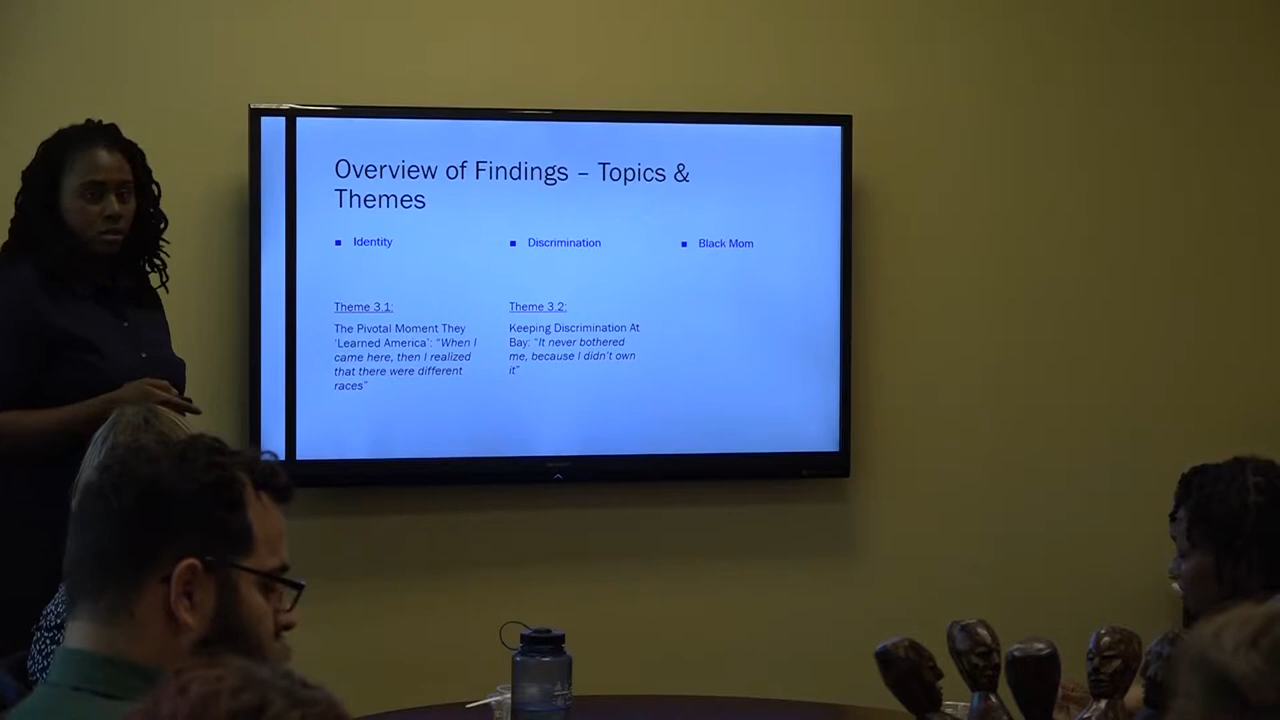 Overview of Findings – Topics &
Themes
▪ Identity
▪ Discrimination
▪ Black Mom
Theme 3.1:
The Pivotal Moment They
‘Learned America’: “When I
came here, then I realized
that there were different
races”
Theme 3.2:
Keeping Discrimination At
Bay: “It never bothered
me, because I didn’t own
it”